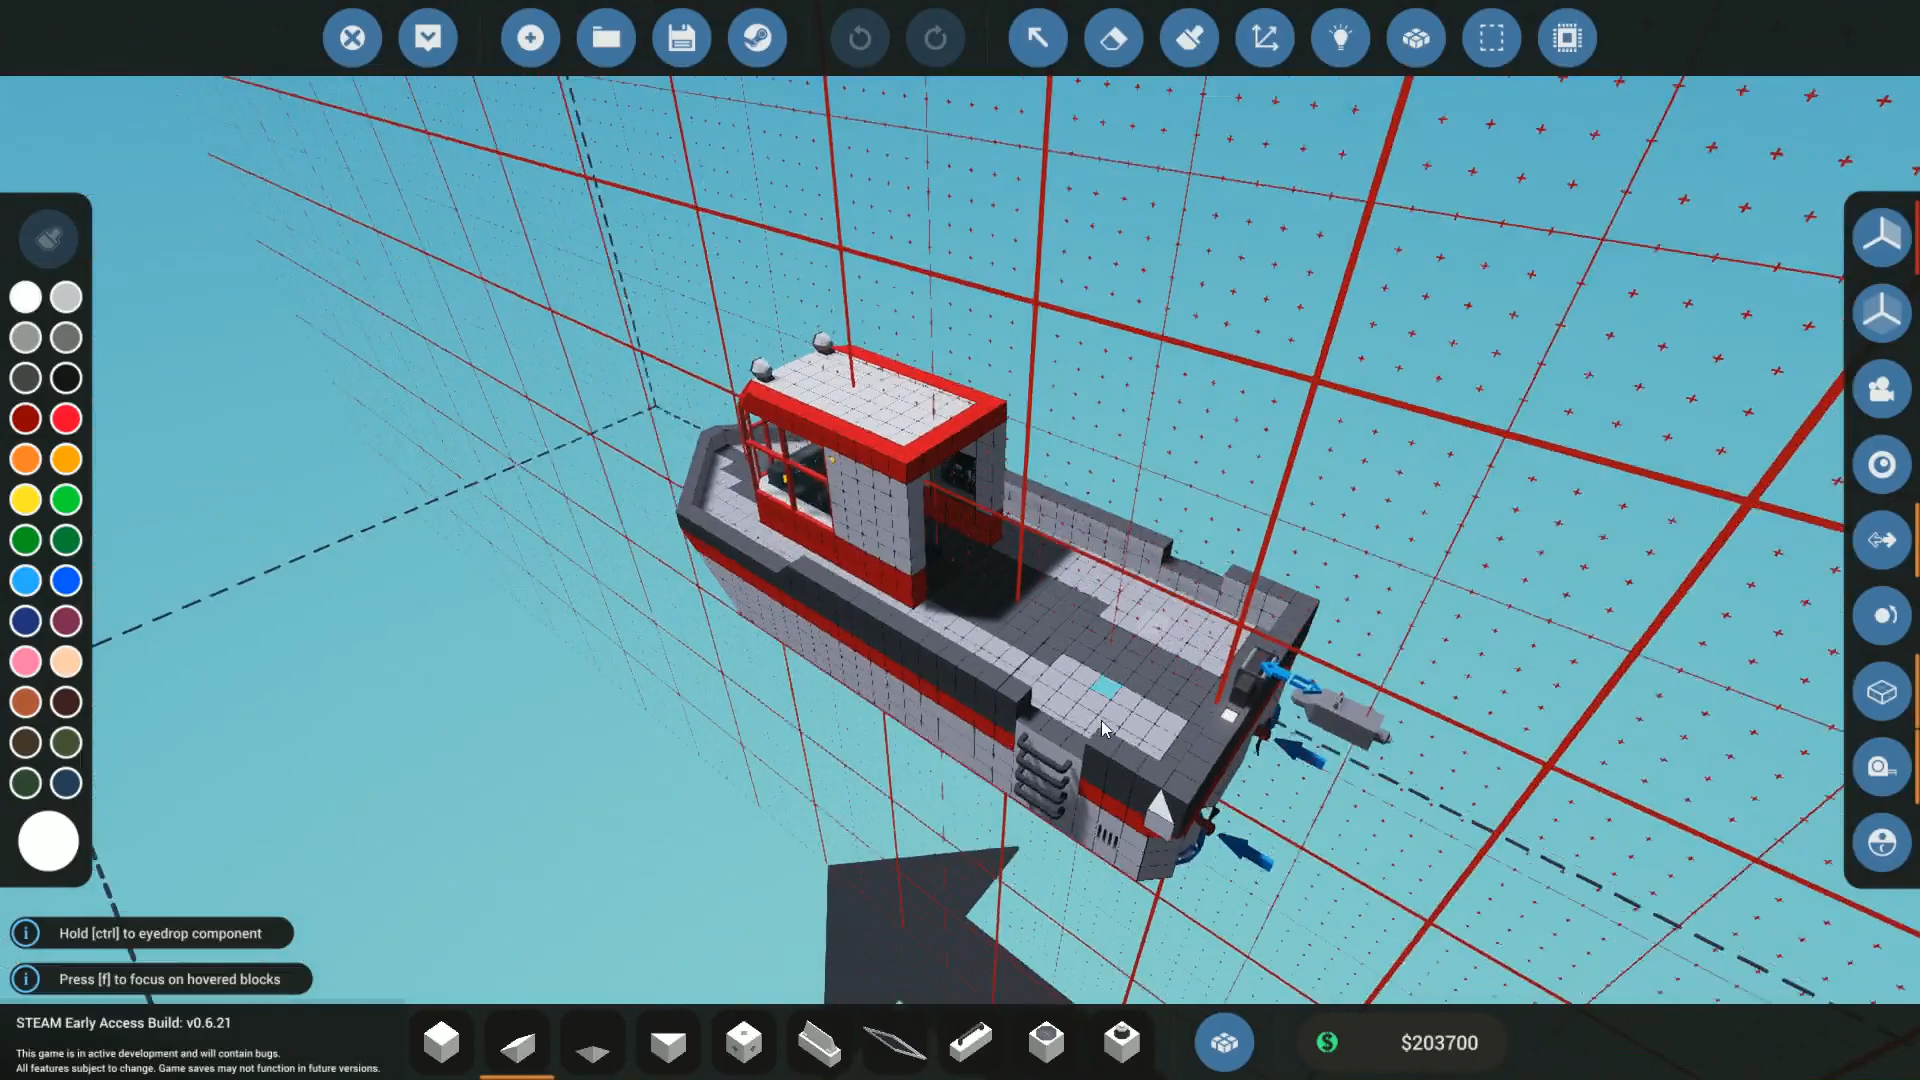 Hold [ctrl] to eyedrop component
Press [f] to focus on hovered blocks
STEAM Early Access Build: v0.6.21
This game is in active development and will contain bugs.
All features subject to change. Game saves may not function in future versions.
$203700